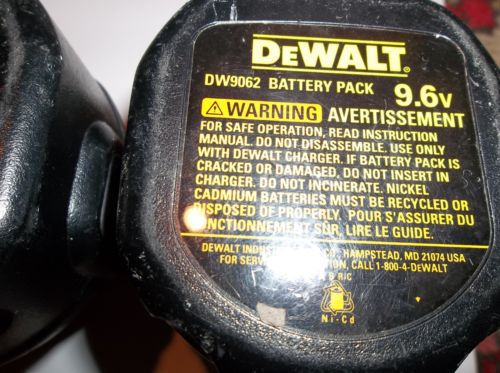 DEWALT
DW9062 BATTERY PACK 9.6V
WARNING AVERTISSEMENT
FOR SAFE OPERATION, READ INSTRUCTION
MANUAL. DO NOT DISASSEMBLE. USE ONLY
WITH DEWALT CHARGER. IF BATTERY PACK IS
CRACKED OR DAMAGED, DO NOT INSERT IN
CHARGER. DO NOT INCINERATE. NICKEL
CADMIUM BATTERIES MUST BE RECYCLED OR
DISPOSED OF PROPERLY. POUR S'ASSURER DU
FONCTIONNEMENT SÛR, LIRE LE GUIDE.
DEWALT CO., HAMPSTEAD, MD 21074 USA
FOR CALL 1-800-4-DEWALT
Ni-Cd